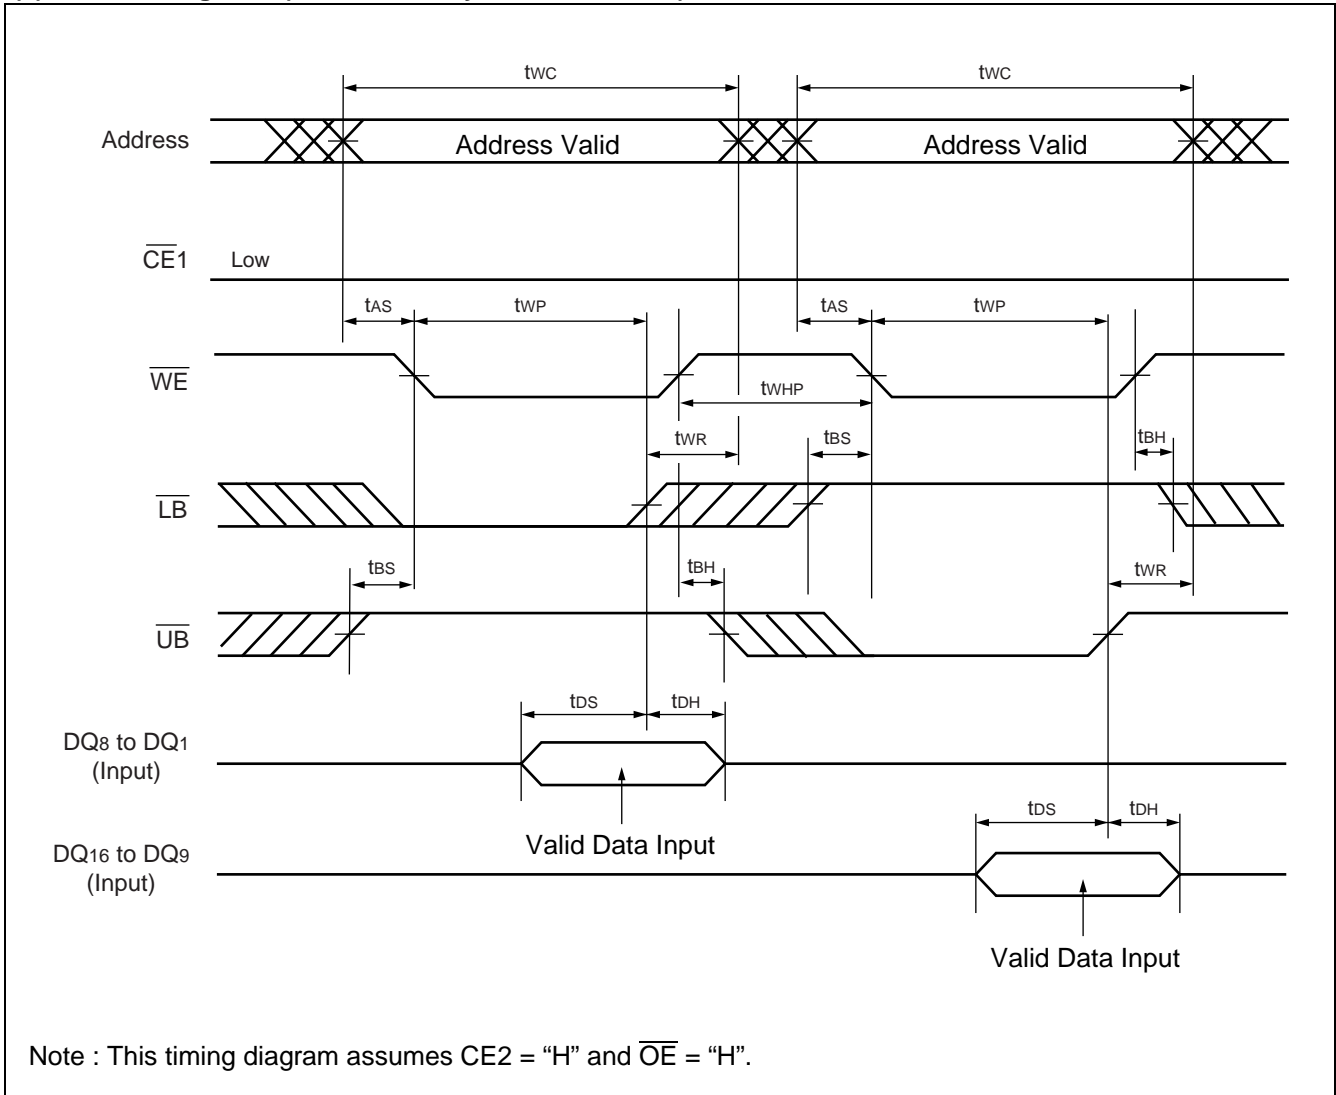 tWC
tWC
Address
Address Valid
Address Valid
CE1
Low
tAS
tWP
tAS
tWP
WE
tWHP
tWR
tBS
tBH
LB
tBS
tBH
tWR
UB
tDS
tDH
DQ8 to DQ1
(Input)
tDS
tDH
Valid Data Input
DQ16 to DQ9
(Input)
Valid Data Input
Note : This timing diagram assumes CE2 = “H” and OE = “H”.